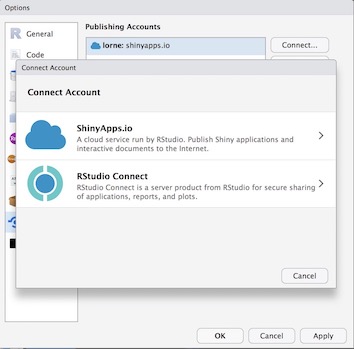 Options
General
Publishing Accounts
Code
lorne: shinyapps.io
Connect...
Connect Account
Connect Account
ShinyApps.io
A cloud service run by RStudio. Publish Shiny applications and
interactive documents to the Internet.
RStudio Connect
RStudio Connect is a server product from RStudio for secure sharing
of applications, reports, and plots.
Cancel
OK
Cancel
Apply